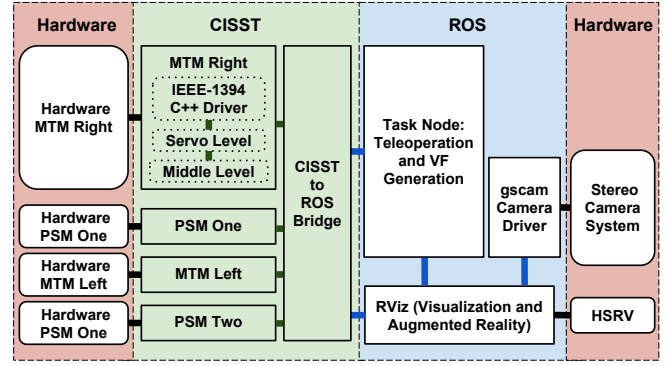 Hardware
CISST
ROS
Hardware
Hardware
MTM Right
MTM Right
IEEE-1394
C++ Driver
Servo Level
Middle Level
CISST
to
ROS
Bridge
Task Node:
Teleoperation
and VF
Generation
gscam
Camera
Driver
Stereo
Camera
System
Hardware
PSM One
PSM One
Hardware
MTM Left
MTM Left
Hardware
PSM One
PSM Two
RViz (Visualization and
Augmented Reality)
HSRV